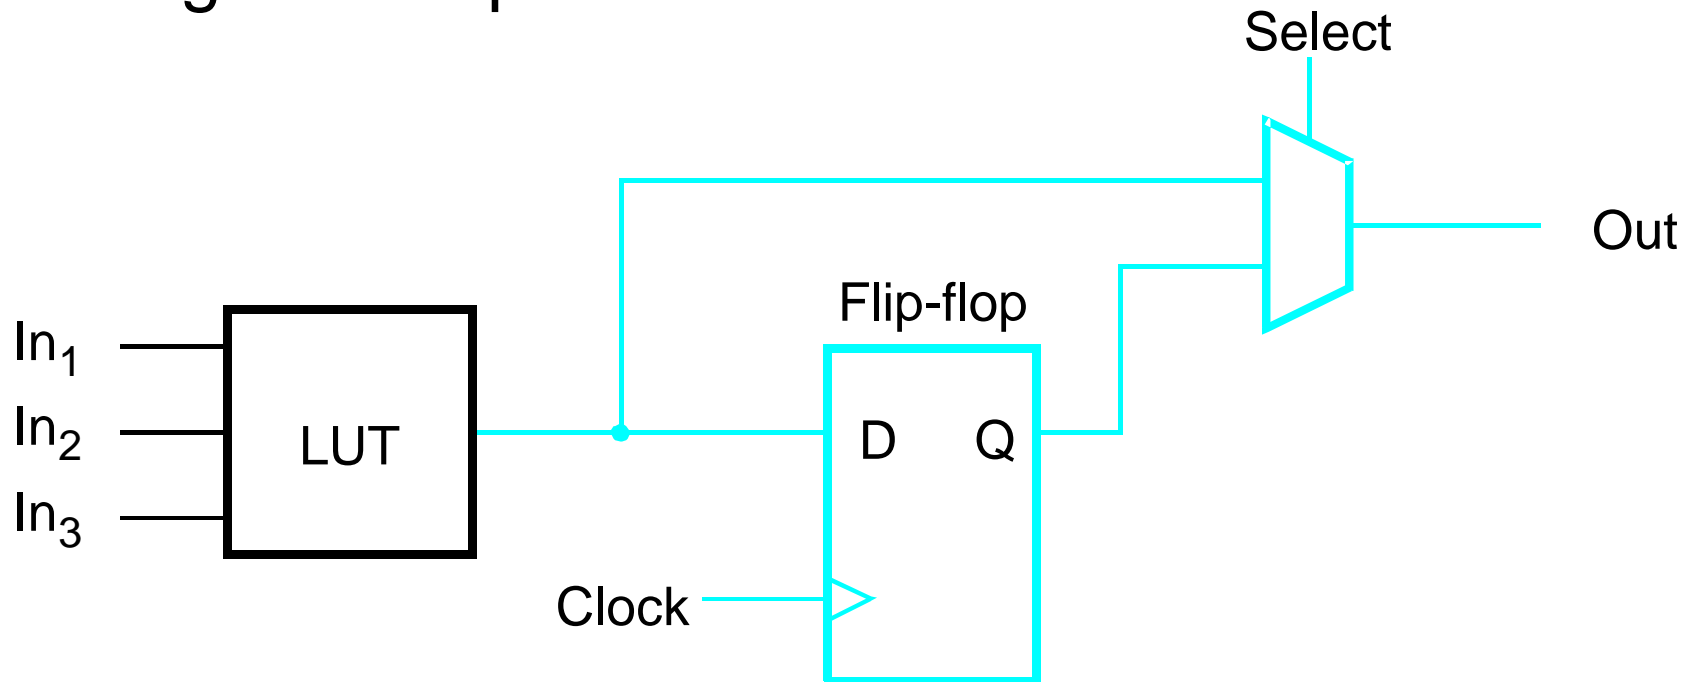 Select
Out
Flip-flop
In1
In2
In3
LUT
D
Q
Clock